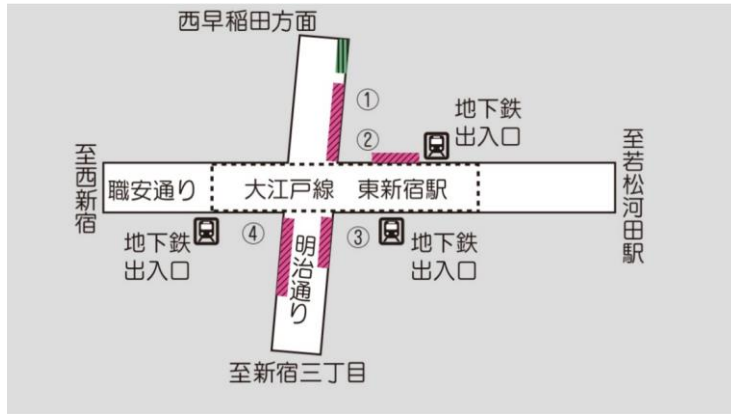 西早稲田方面
①
②
地下鉄
出入口
至西新宿
職安通り
大江戸線 東新宿駅
至若松河田駅
地下鉄
出入口
④
明治通り
③
地下鉄
出入口
至新宿三丁目